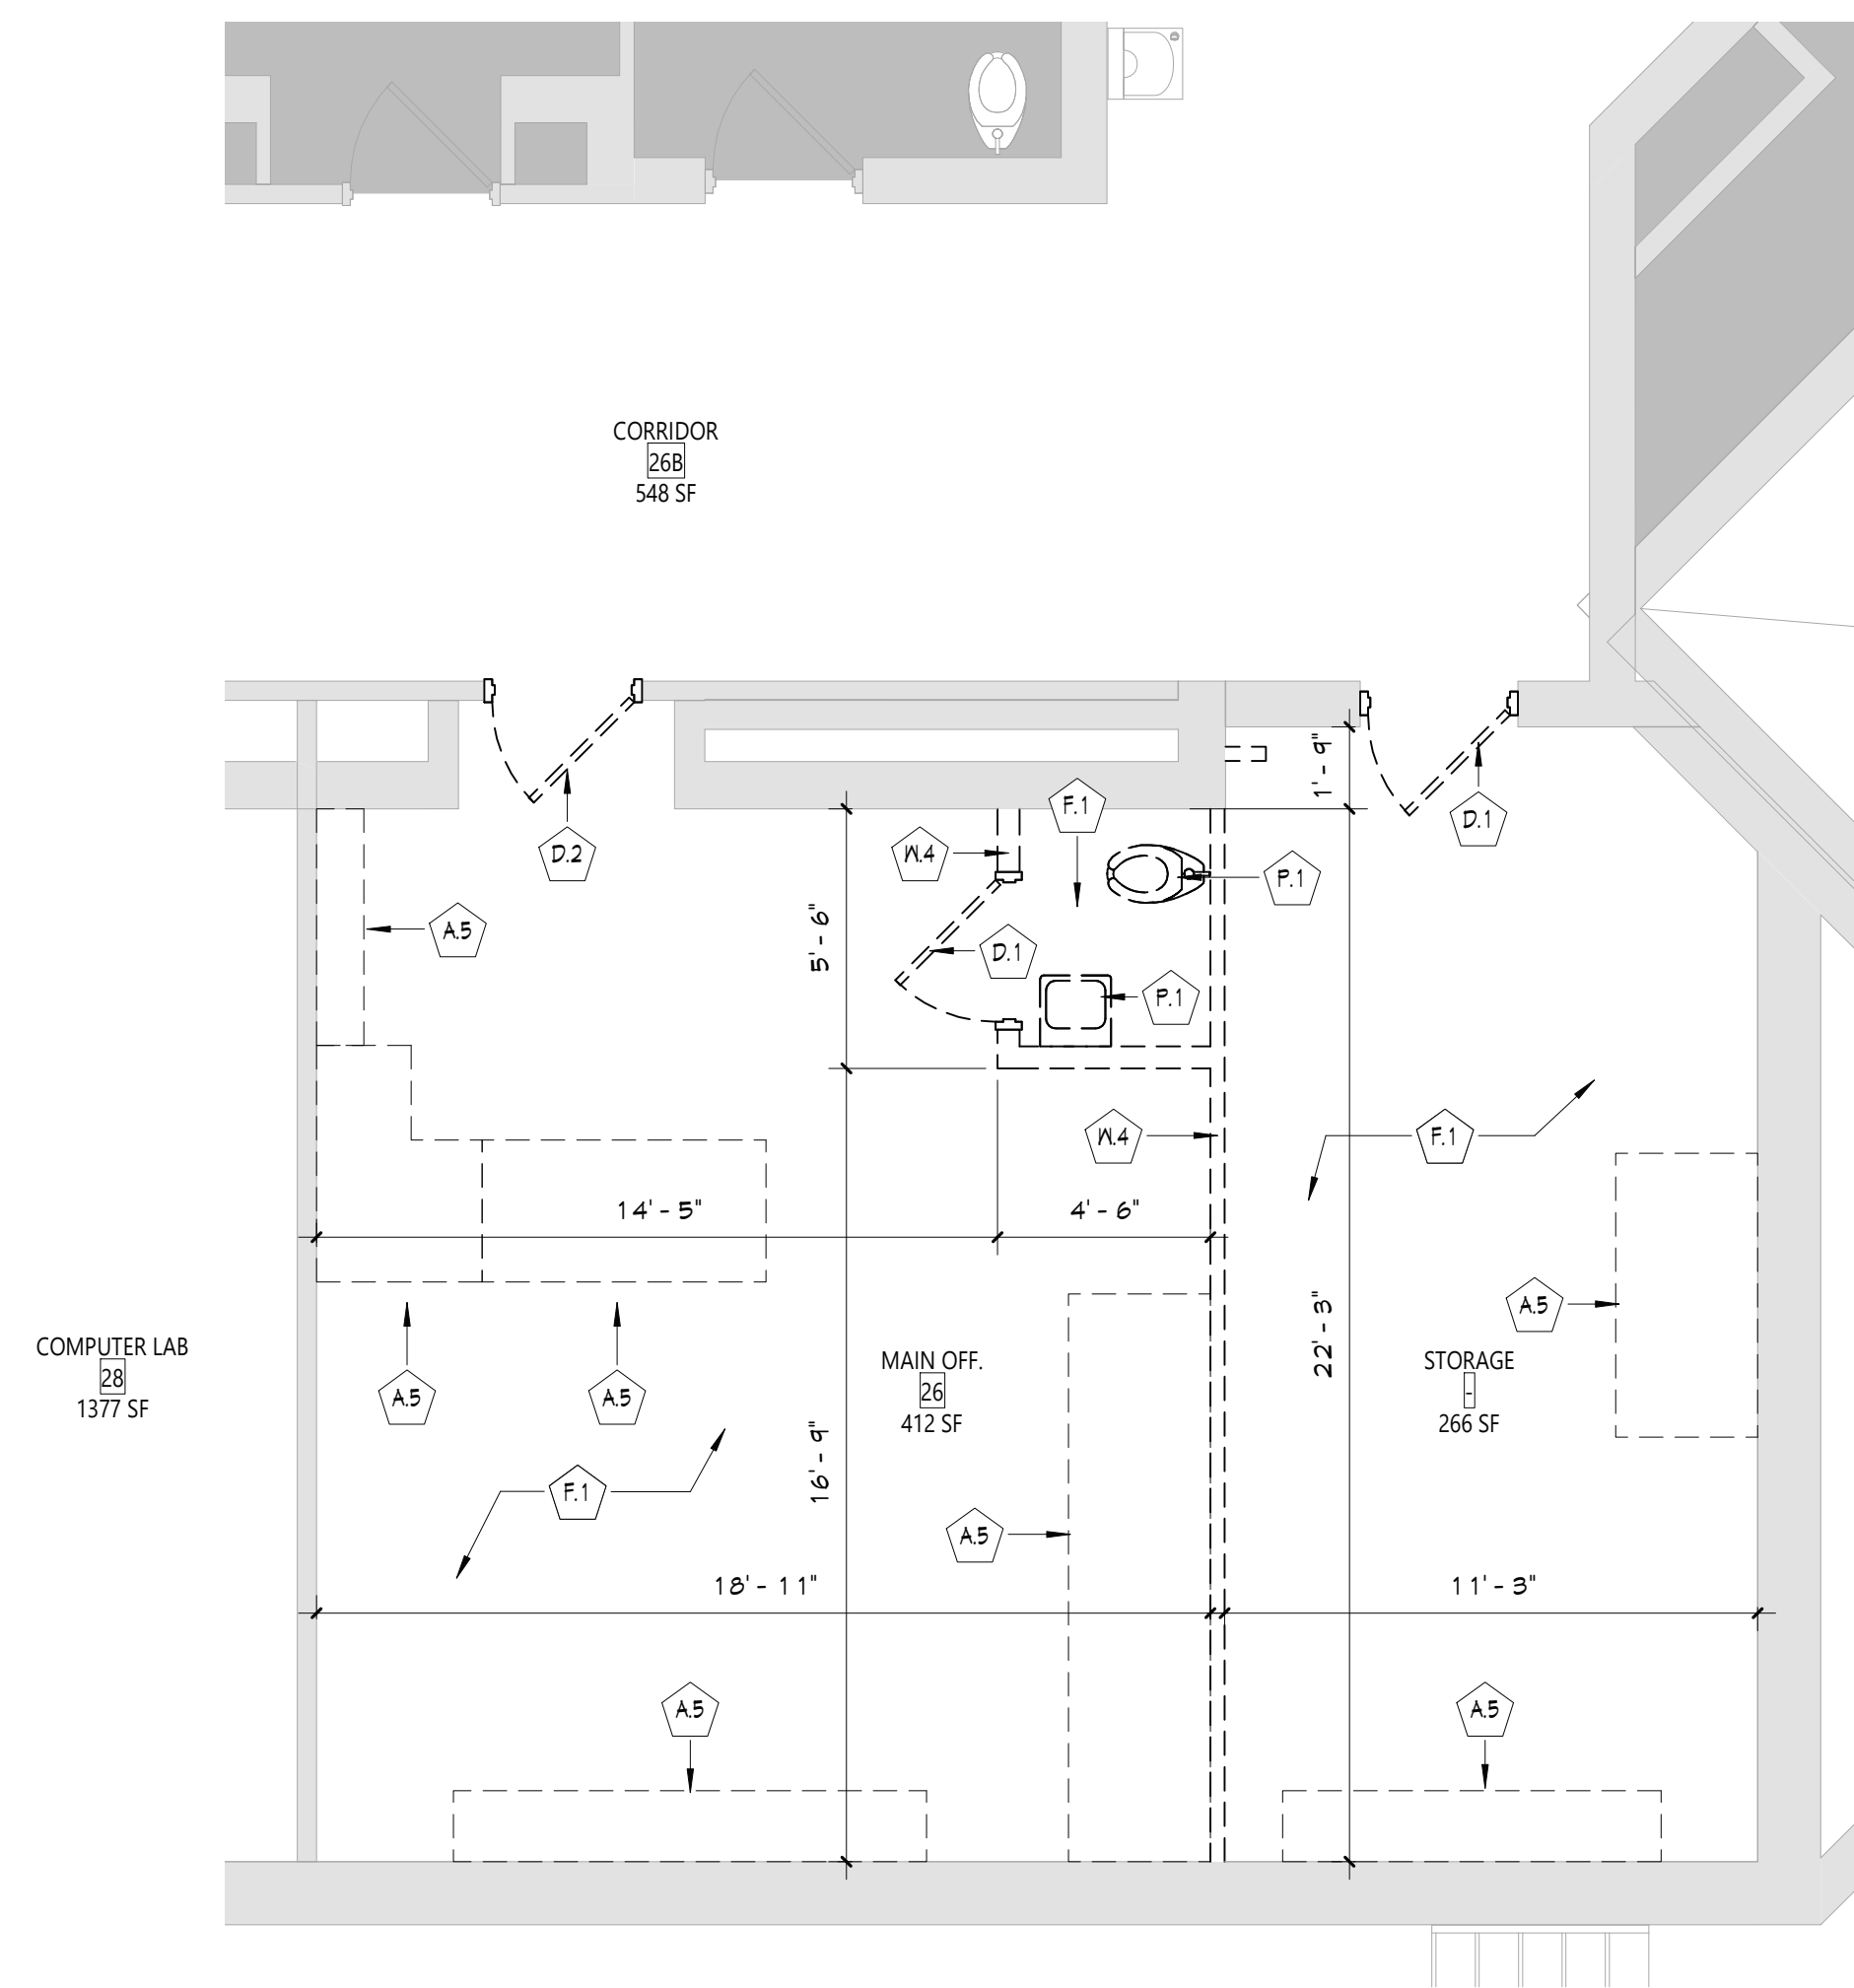 CORRIDOR
26B
548 SF
1' - 9"
F.1
D.1
D.2
W.4
P.1
A.5
5' - 6"
D.1
P.1
W.4
F.1
14' - 5"
4' - 6"
22' - 3"
A.5
COMPUTER LAB
28
1377 SF
MAIN OFF.
26
412 SF
STORAGE
-
266 SF
A.5
A.5
16' - 9"
F.1
A.5
18' - 11"
11' - 3"
A.5
A.5